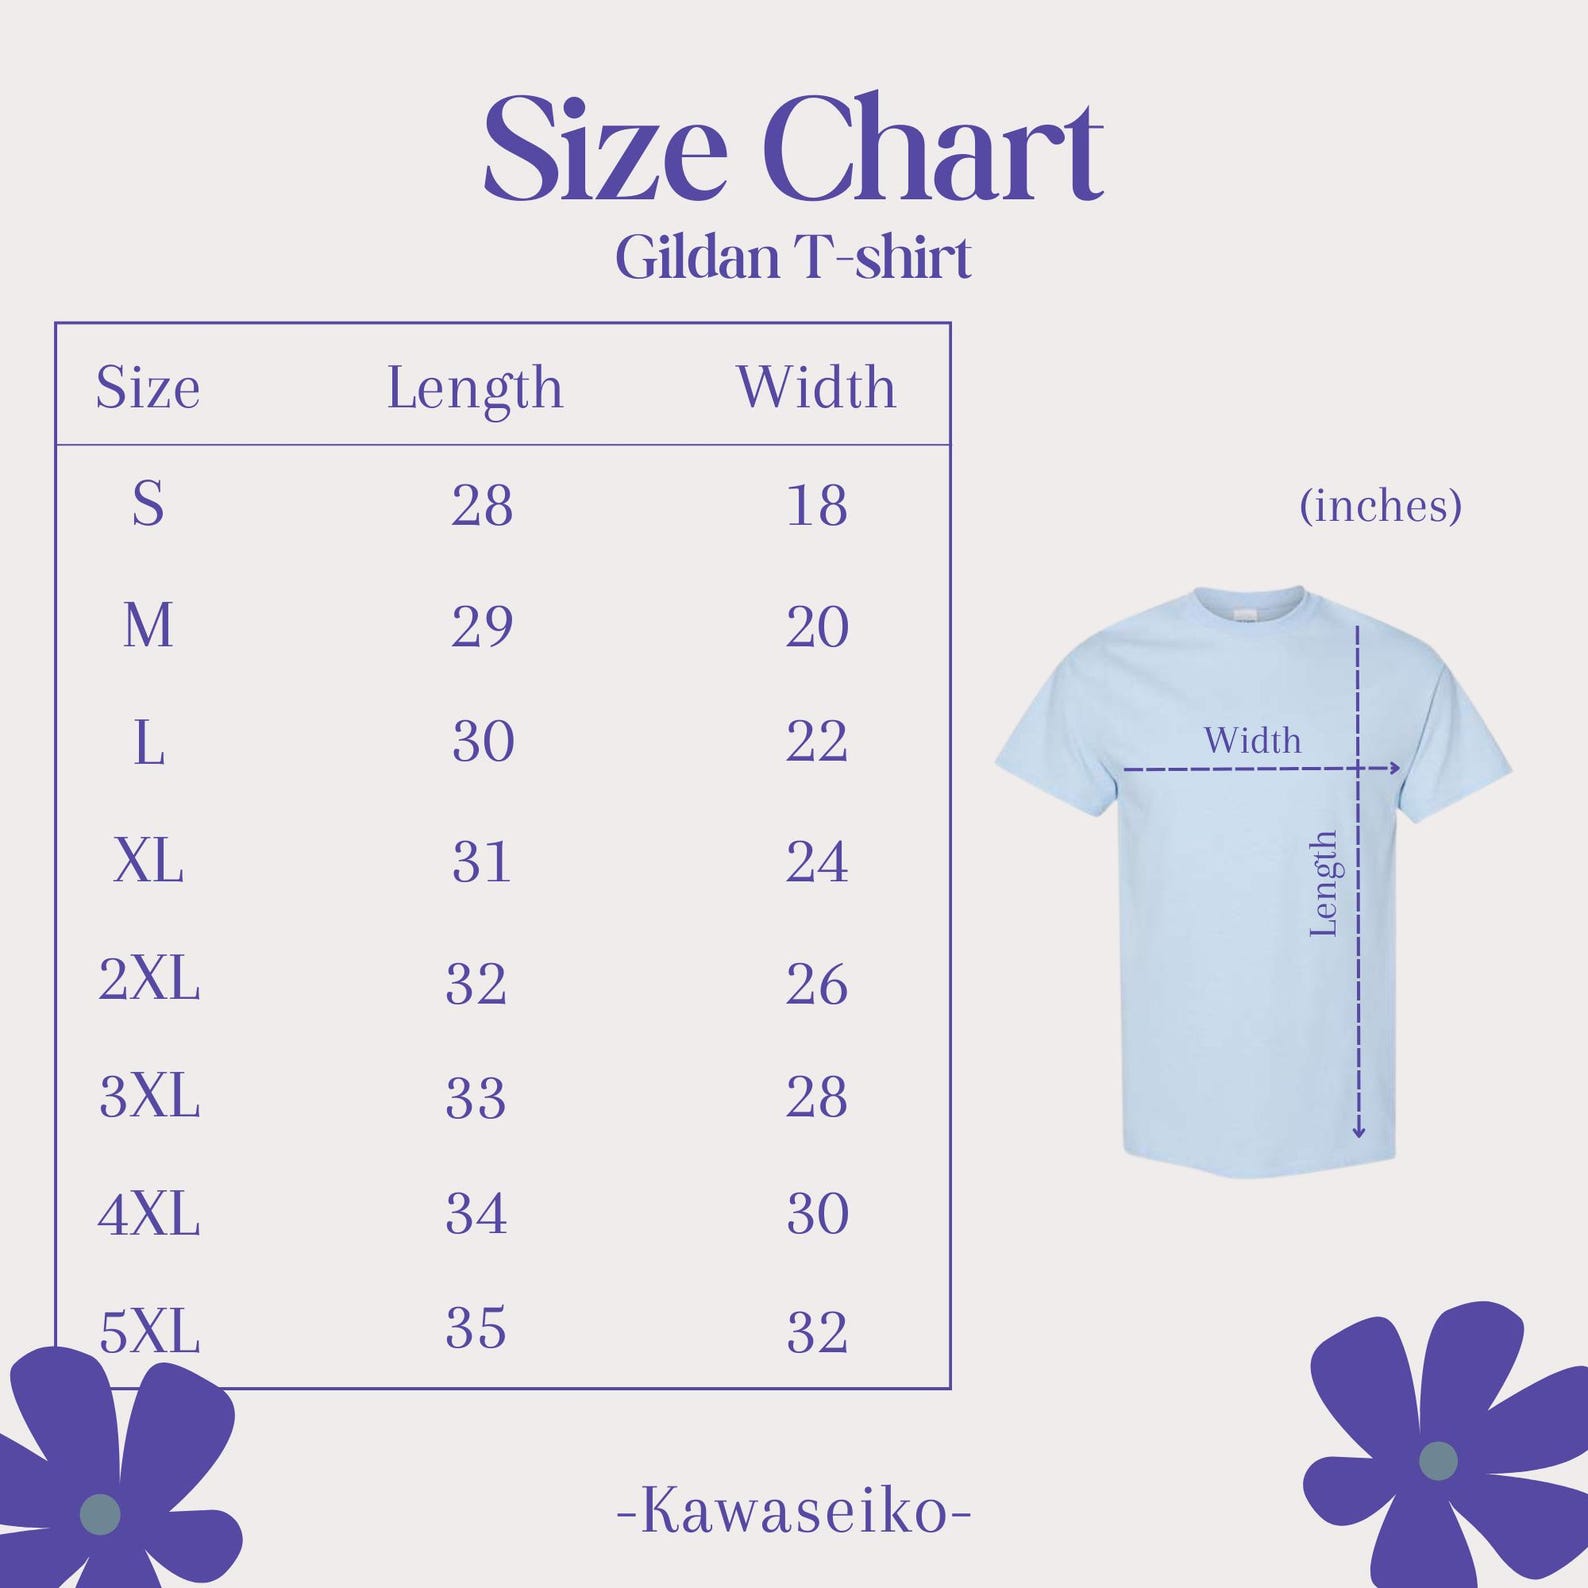 Size Chart
Gildan T-shirt
Size Length Width
S 28 18
M 29 20
L 30 22
XL 31 24
2XL 32 26
3XL 33 28
4XL 34 30
5XL 35 32
(inches)
Width
Length
-Kawaseiko-